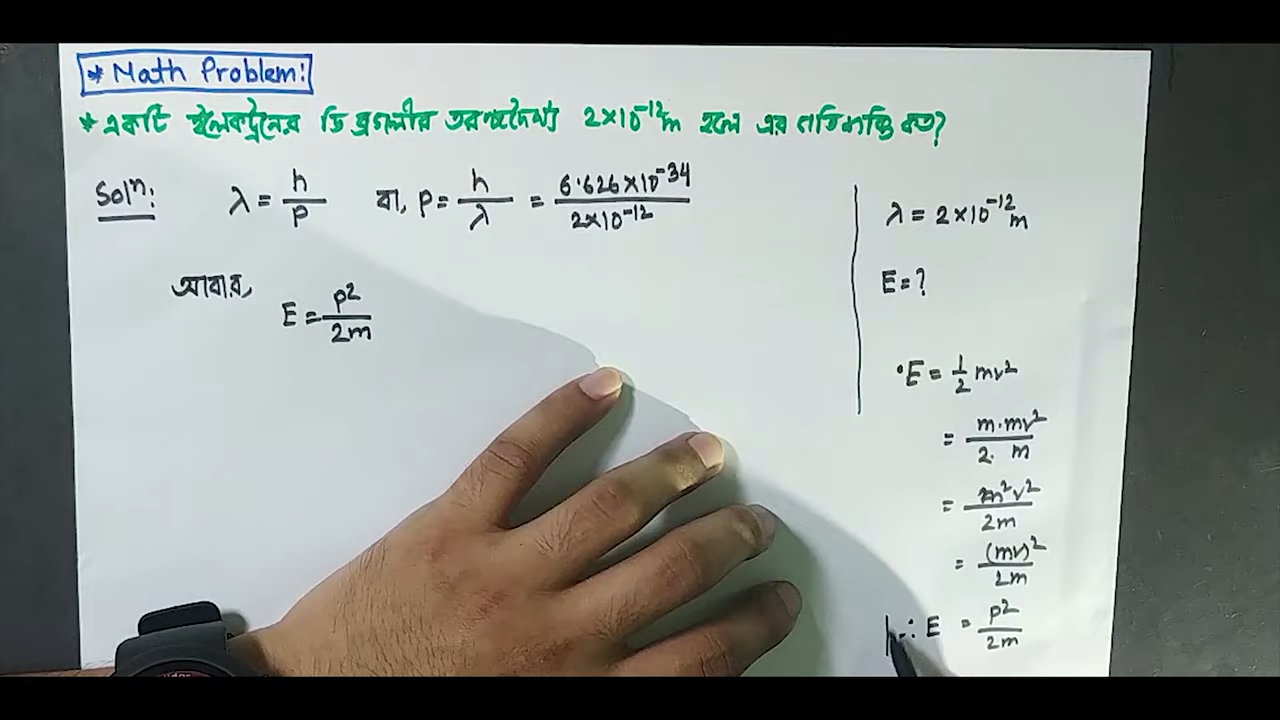 * Math Problem:
* একটি ইলেকট্রনের ডি ব্রগলীর তরঙ্গদৈর্ঘ্য 2×10⁻¹²m হলে এর গতিশক্তি কত?
Solⁿ: λ = h/p বা, p = h/λ = 6.626×10⁻³⁴/2×10⁻¹²
আবার,
E = p²/2m
λ = 2×10⁻¹²m
E = ?
•E = 1/2 mv²
= m·mv²/2· m
= m²v²/2m
= (mv)²/2m
∴ E = p²/2m